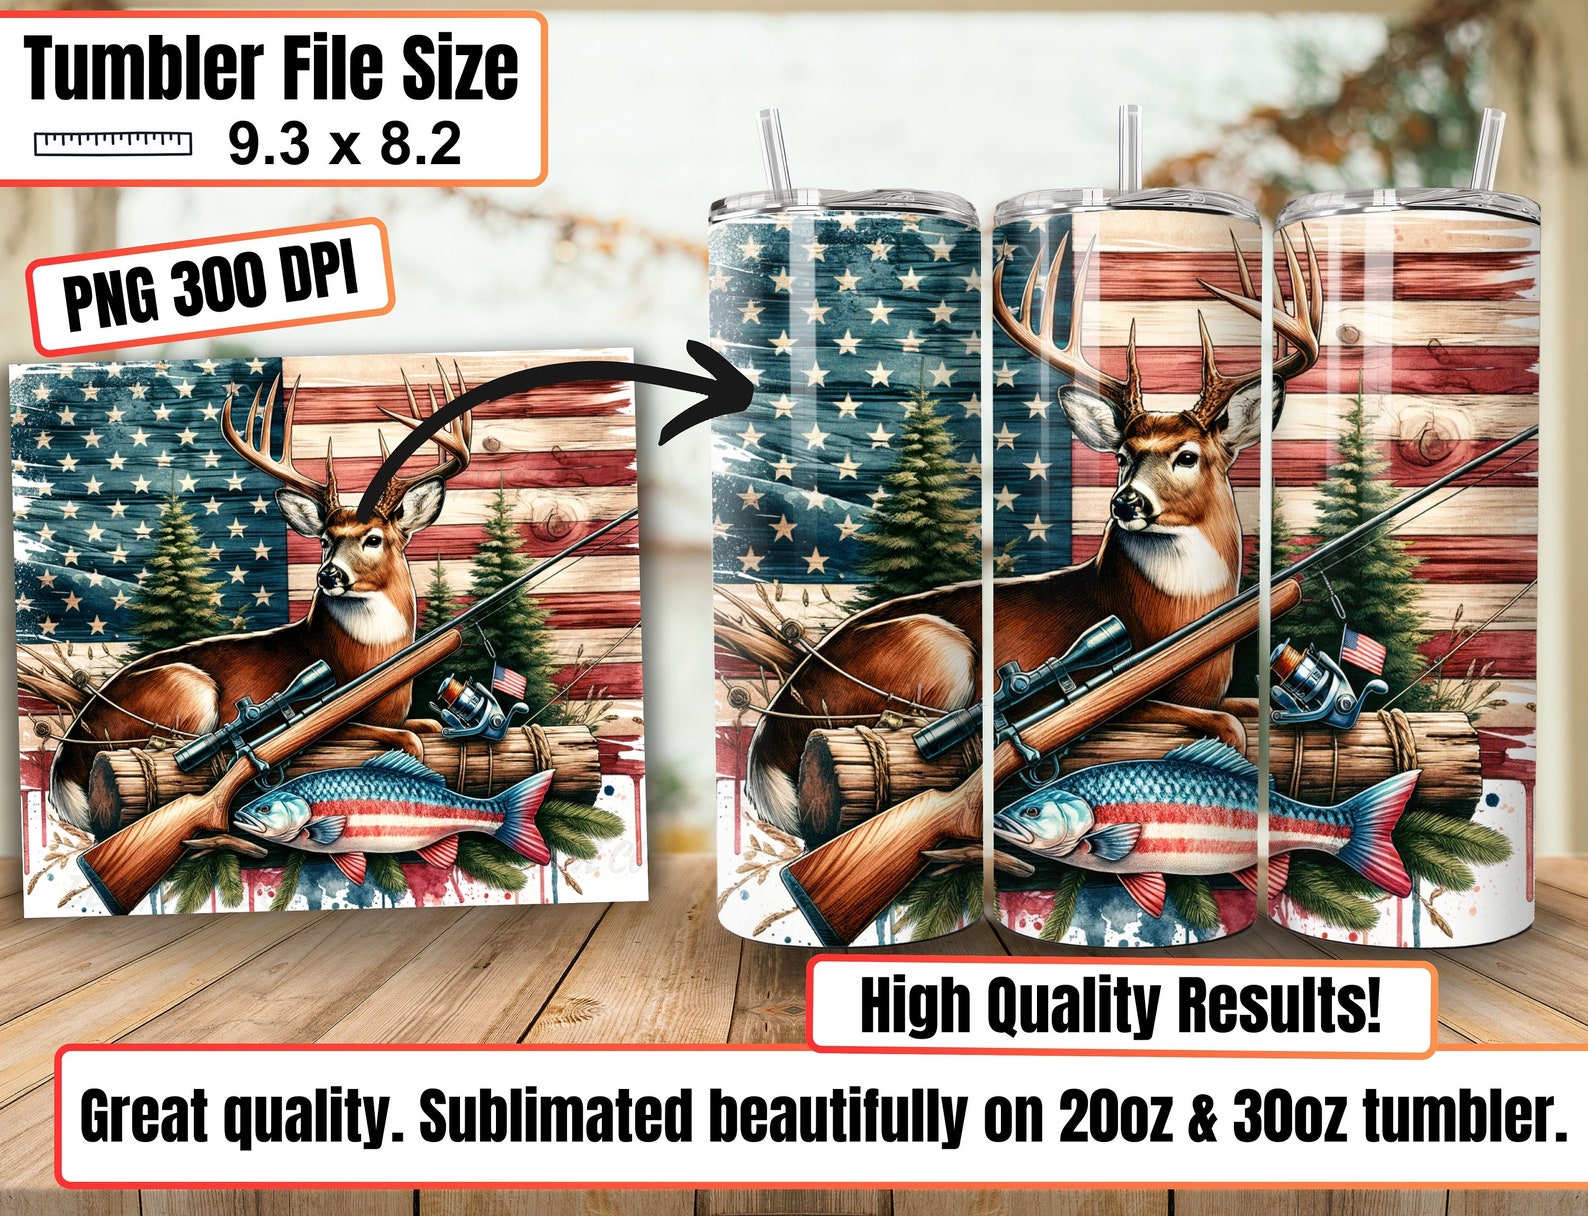 Tumbler File Size
9.3 x 8.2
PNG 300 DPI
High Quality Results!
Great quality. Sublimated beautifully on 20oz & 30oz tumbler.